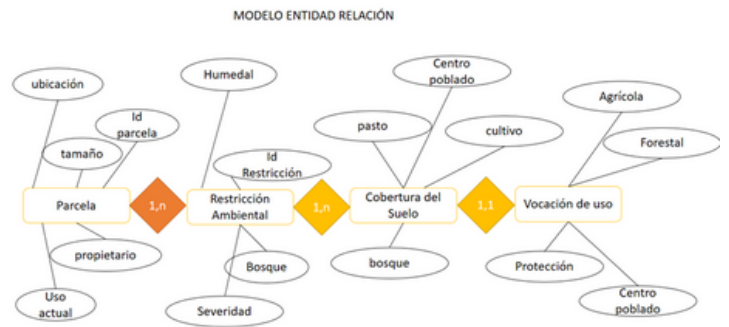 MODELO ENTIDAD RELACIÓN
Humedal
Centro
poblado
ubicación
Agrícola
Id
parcela
pasto
cultivo
Forestal
tamaño
Id
Restricción
Parcela
1,n
Restricción
Ambiental
1,n
Cobertura del
Suelo
1,1
Vocación de uso
propietario
Bosque
bosque
Protección
Uso
actual
Severidad
Centro
poblado